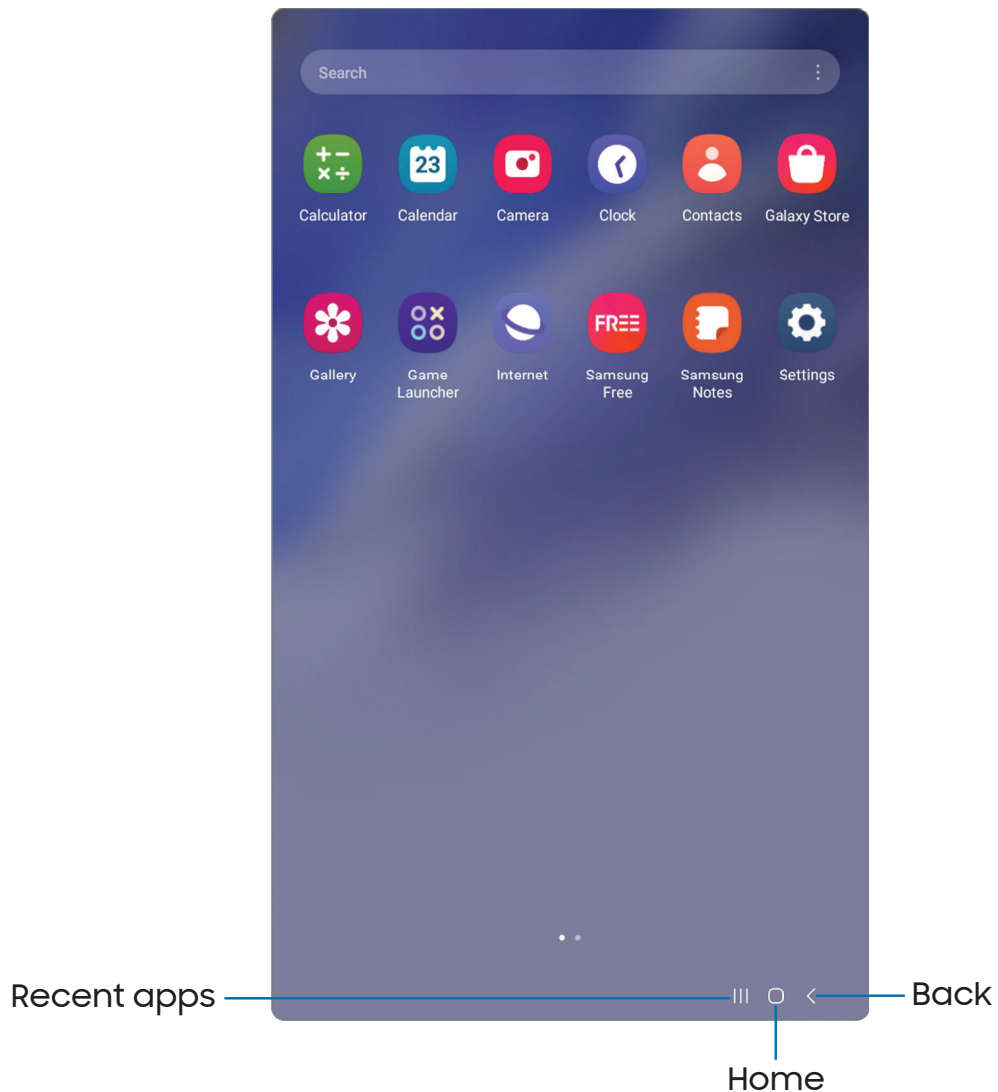 Search
23
Calculator Calendar Camera Clock Contacts Galaxy Store
FREE
Gallery Game Launcher Internet Samsung Free Samsung Notes Settings
Recent apps
Back
Home